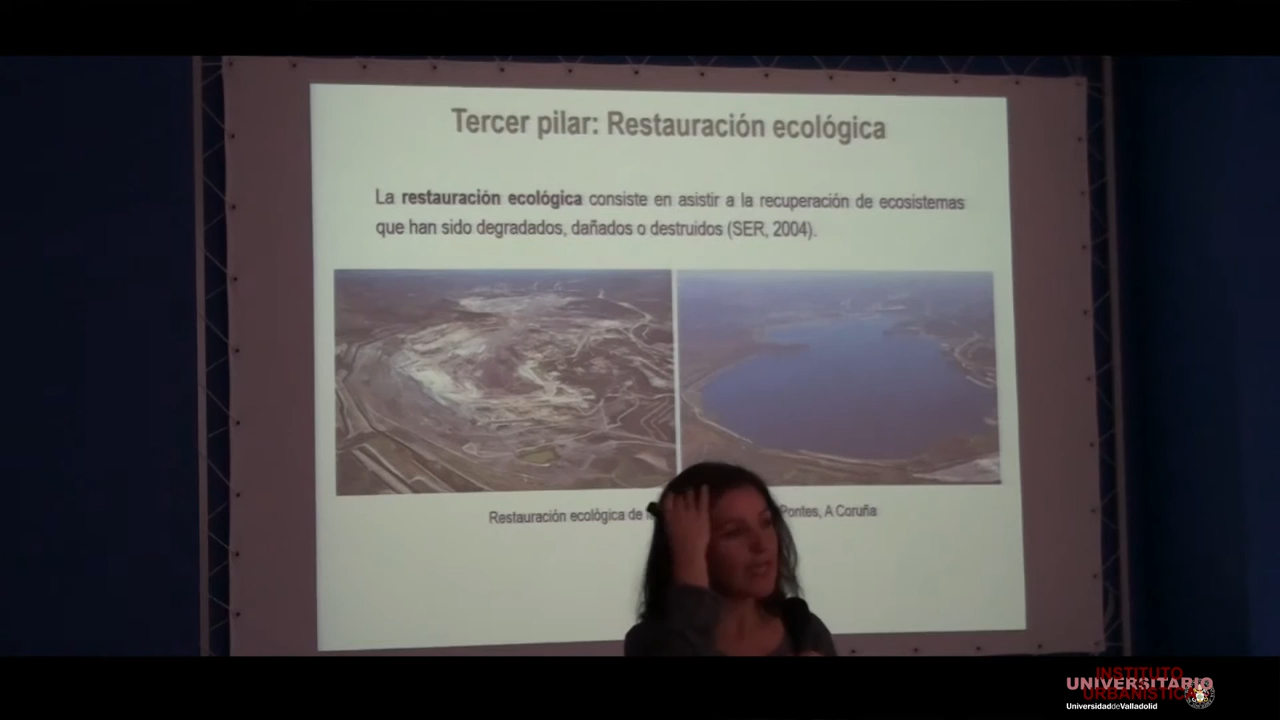 Tercer pilar: Restauración ecológica
La restauración ecológica consiste en asistir a la recuperación de ecosistemas
que han sido degradados, dañados o destruidos (SER, 2004).
Restauración ecológica de Pontes, A Coruña
INSTITUTO
UNIVERSITARIO
URBANÍSTICA
UniversidaddeValladolid